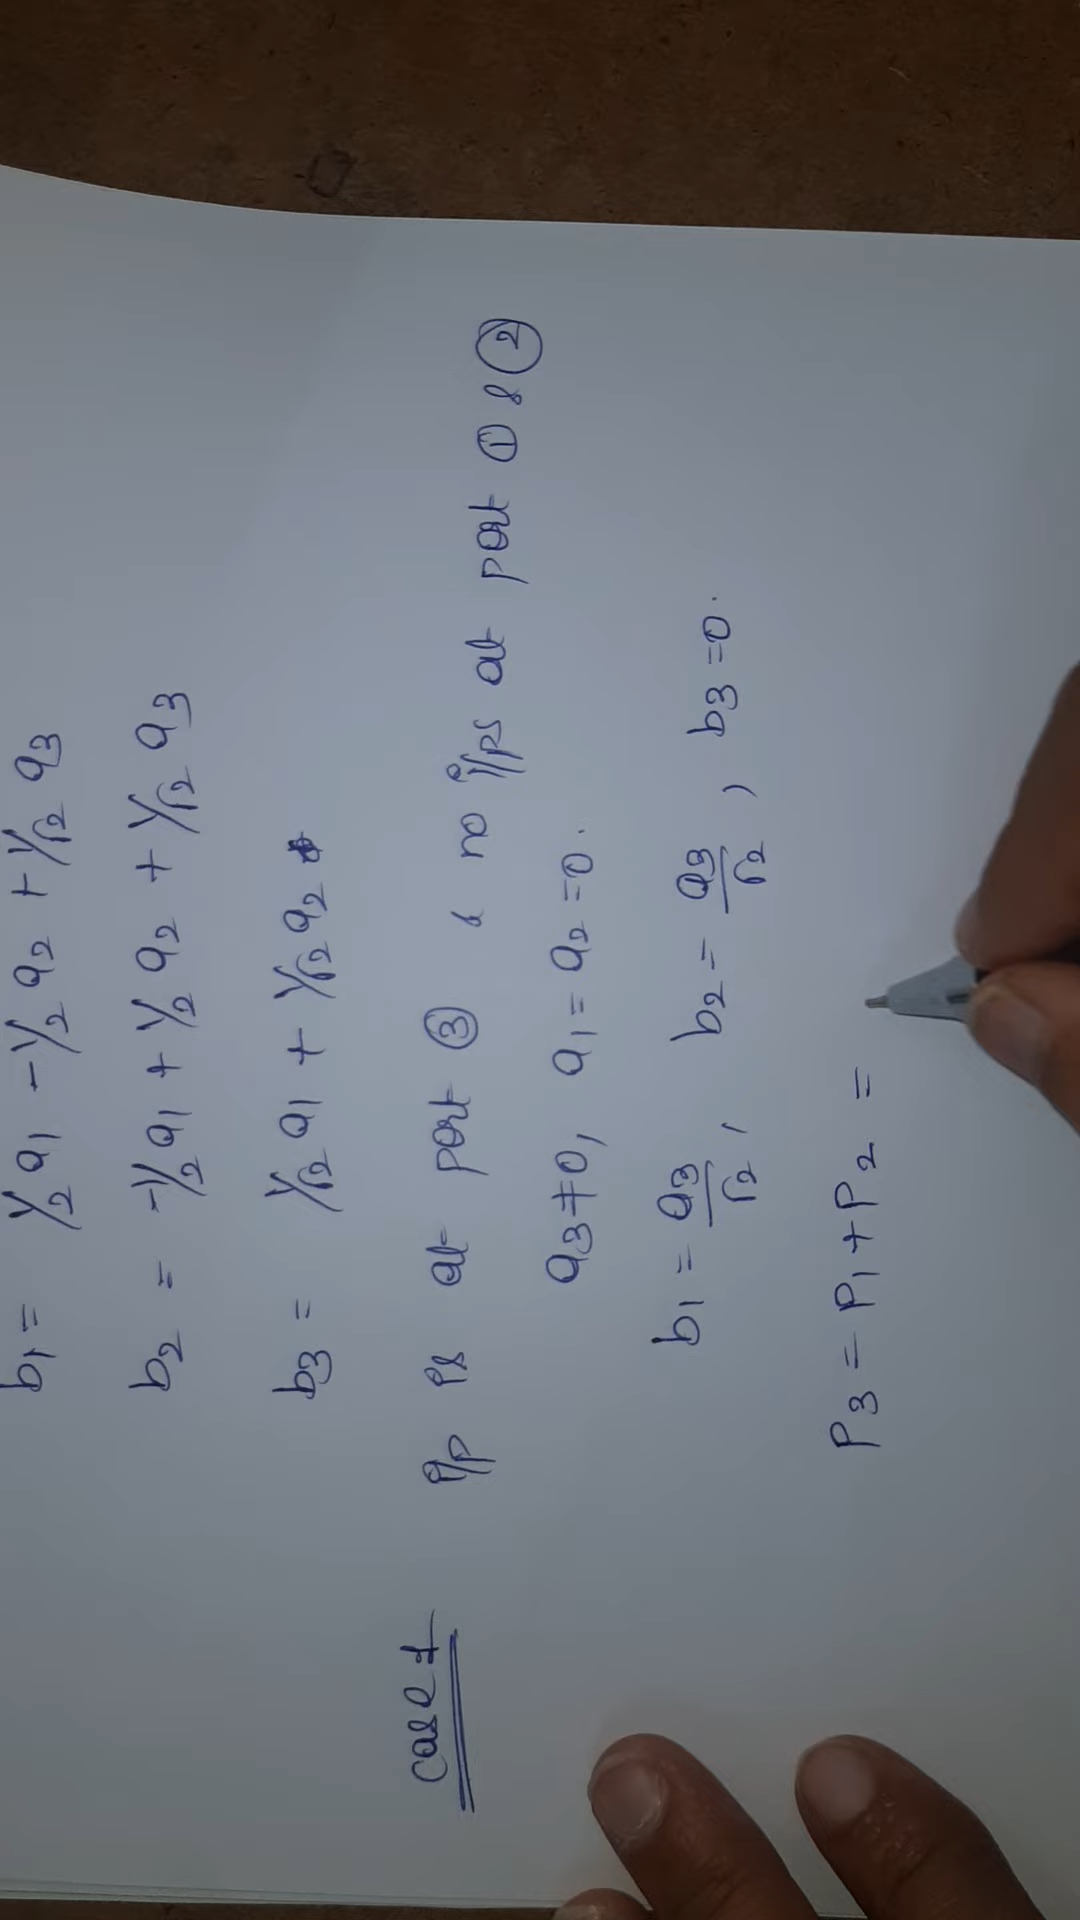 b1 = 1/2 a1 - 1/2 a2 + 1/√2 a3
b2 = -1/2 a1 + 1/2 a2 + 1/√2 a3
b3 = 1/√2 a1 + 1/√2 a2
case 1 i/p is at port ③ & no i/ps at port ① & ②
a3 ≠ 0, a1 = a2 = 0.
b1 = a3/√2, b2 = a3/√2, b3 = 0.
P3 = P1 + P2 =